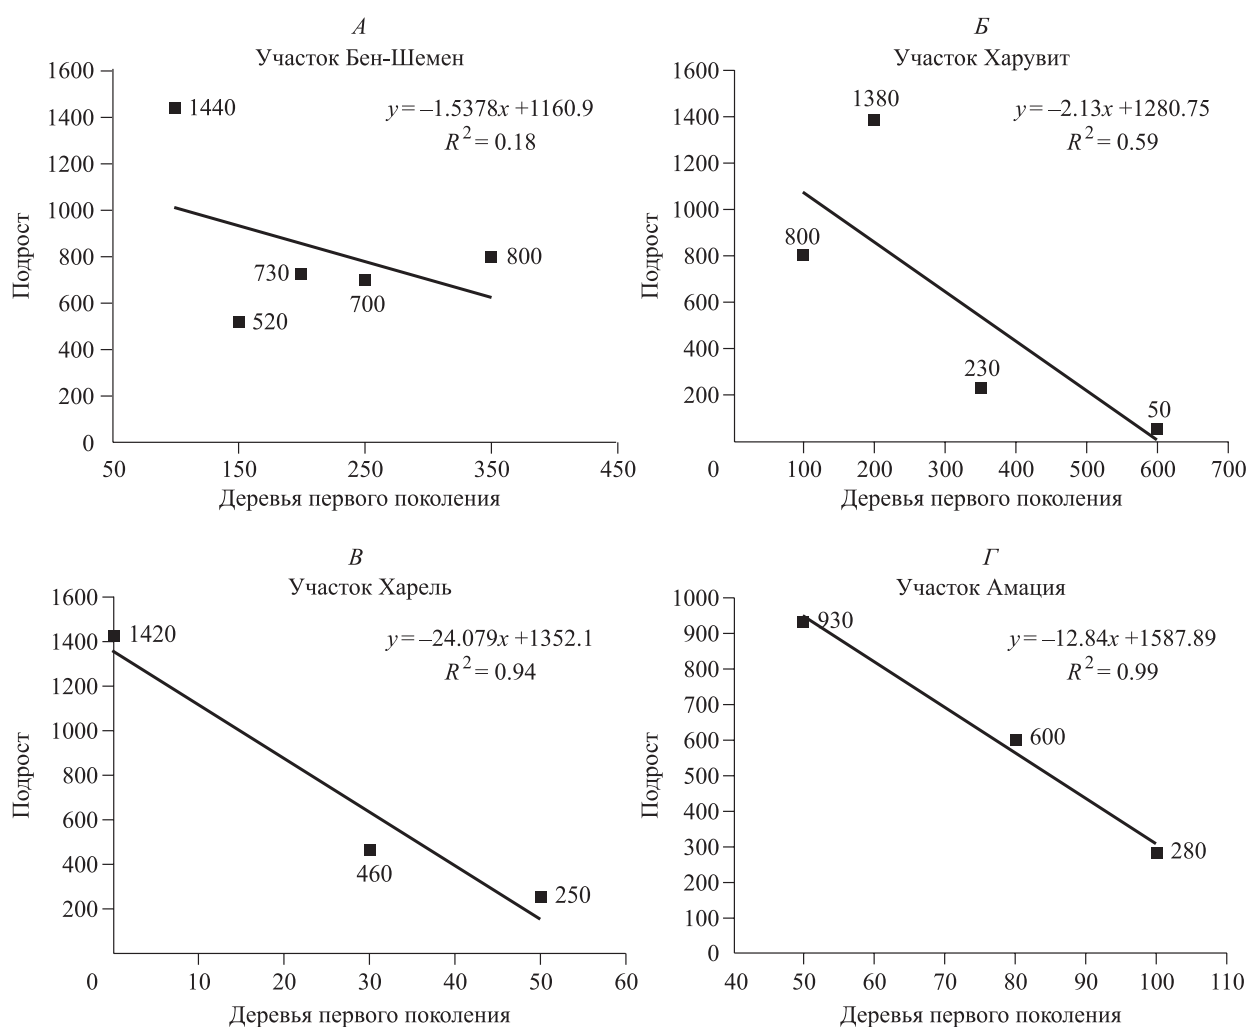 А
Участок Бен-Шемен
1600
1400
1200
1000
800
600
400
200
0
Подрост
1440
y = –1.5378x +1160.9
R² = 0.18
730
520
700
800
50 150 250 350 450
Деревья первого поколения
Б
Участок Харувит
1600
1400
1200
1000
800
600
400
200
0
Подрост
1380
y = –2.13x +1280.75
R² = 0.59
800
230
50
100 200 300 400 500 600 700
Деревья первого поколения
В
Участок Харель
1600
1400
1200
1000
800
600
400
200
0
Подрост
1420
y = –24.079x +1352.1
R² = 0.94
460
250
10 20 30 40 50 60
Деревья первого поколения
Г
Участок Амация
1000
900
800
700
600
500
400
300
200
100
0
Подрост
930
y = –12.84x +1587.89
R² = 0.99
600
280
40 50 60 70 80 90 100 110
Деревья первого поколения